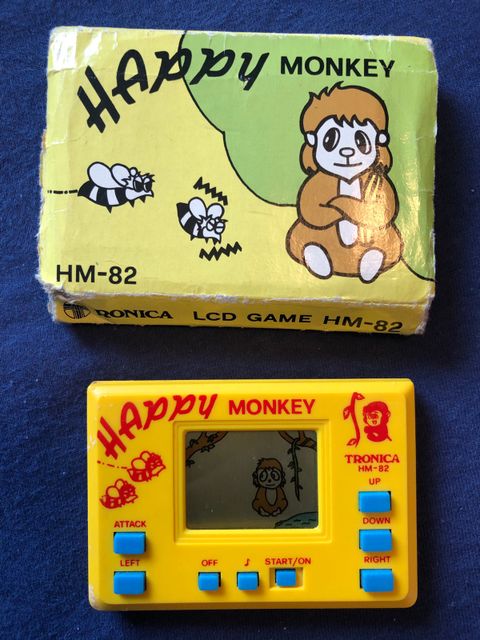 HAPPY MONKEY
HM-82
TRONICA LCD GAME HM-82
HAPPY MONKEY
TRONICA
HM-82
UP
ATTACK
DOWN
LEFT
OFF
♪
START/ON
RIGHT